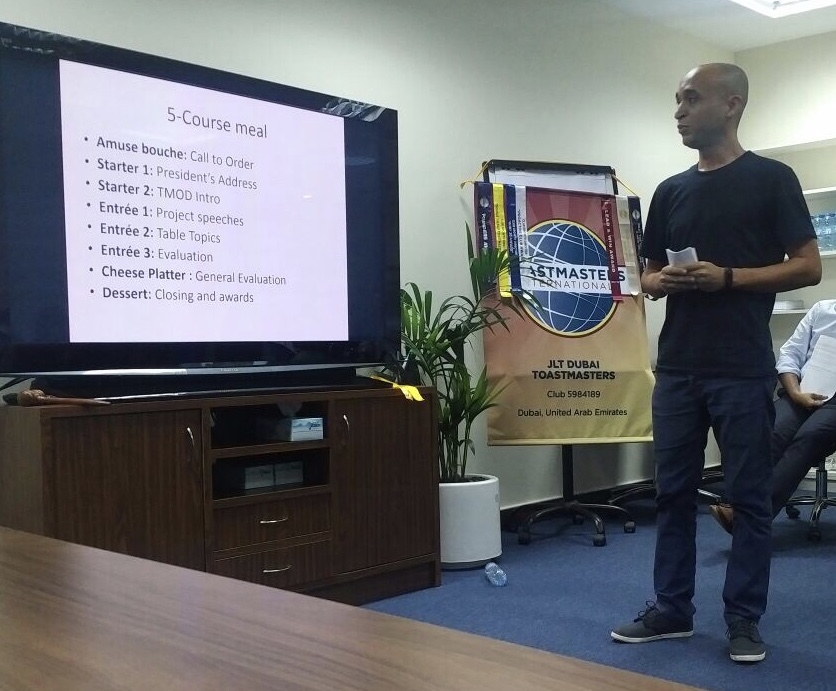 5-Course meal
• Amuse bouche: Call to Order
• Starter 1: President's Address
• Starter 2: TMOD Intro
• Entrée 1: Project speeches
• Entrée 2: Table Topics
• Entrée 3: Evaluation
• Cheese Platter : General Evaluation
• Dessert: Closing and awards
ASTMASTERS
TERNATIONAL
JLT DUBAI
TOASTMASTERS
Club 5984189
Dubai, United Arab Emirates